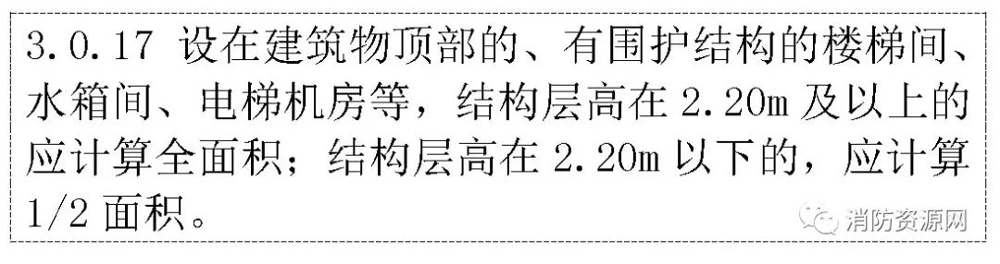 3.0.17 设在建筑物顶部的、有围护结构的楼梯间、
水箱间、电梯机房等，结构层高在 2.20m 及以上的
应计算全面积；结构层高在 2.20m 以下的，应计算
1/2 面积。
消防资源网